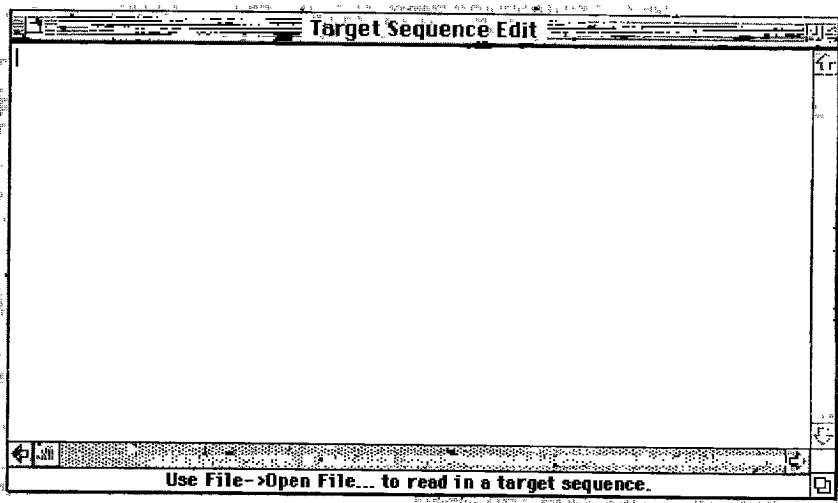 Target Sequence Edit
Use File->Open File... to read in a target sequence.